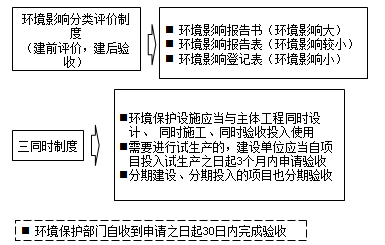 环境影响分类评价制
度
（建前评价，建后验
收）
■ 环境影响报告书（环境影响大）
■ 环境影响报告表（环境影响较小）
■ 环境影响登记表（环境影响小）
三同时制度
■环境保护设施应当与主体工程同时设
计、 同时施工、同时验收投入使用
■需要进行试生产的，建设单位应当自项
目投入试生产之日起3个月内申请验收
■分期建设、分期投入的项目也分期验收
■ 环境保护部门自收到申请之日起30日内完成验收